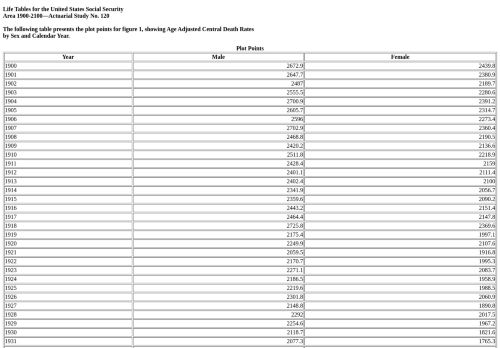 Life Tables for the United States Social Security
Area 1900-2100—Actuarial Study No. 120
The following table presents the plot points for figure 1, showing Age Adjusted Central Death Rates
by Sex and Calendar Year.
Plot Points
Year Male Female
1900 2672.9 2439.8
1901 2647.7 2380.9
1902 2487 2189.7
1903 2555.5 2280.6
1904 2700.9 2391.2
1905 2605.7 2314.7
1906 2596 2273.4
1907 2702.9 2360.4
1908 2468.8 2190.5
1909 2420.2 2136.6
1910 2511.8 2218.9
1911 2428.4 2159
1912 2401.1 2111.4
1913 2402.4 2100
1914 2341.9 2056.7
1915 2359.6 2090.2
1916 2443.2 2151.4
1917 2464.4 2147.8
1918 2725.8 2369.6
1919 2175.4 1997.1
1920 2249.9 2107.6
1921 2059.5 1916.8
1922 2170.7 1995.3
1923 2271.1 2083.7
1924 2186.5 1958.9
1925 2219.6 1988.5
1926 2301.8 2060.9
1927 2148.8 1890.8
1928 2292 2017.5
1929 2254.6 1967.2
1930 2118.7 1821.6
1931 2077.3 1765.3